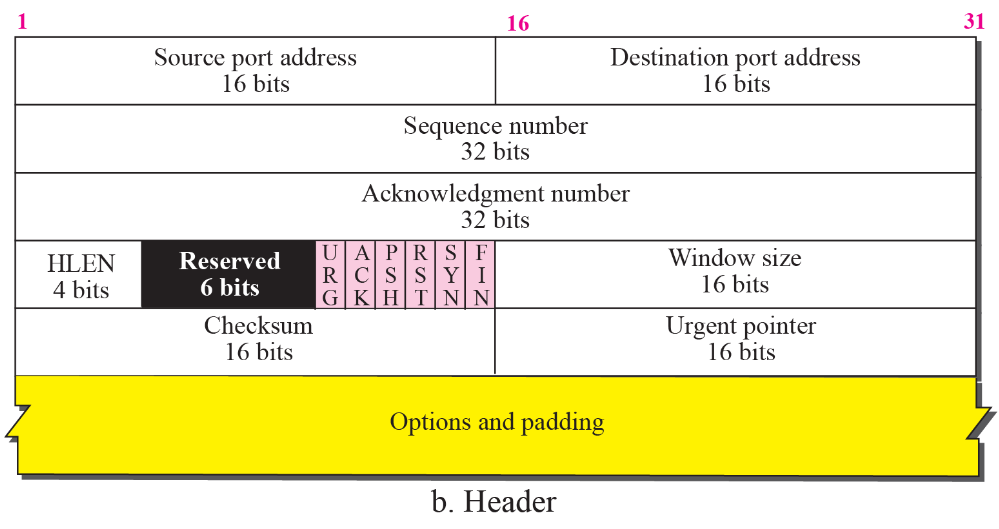 1 16 31
Source port address Destination port address
16 bits 16 bits
Sequence number
32 bits
Acknowledgment number
32 bits
HLEN Reserved URG ACK PSH RST SYN FIN Window size
4 bits 6 bits 16 bits
Checksum Urgent pointer
16 bits 16 bits
Options and padding
b. Header